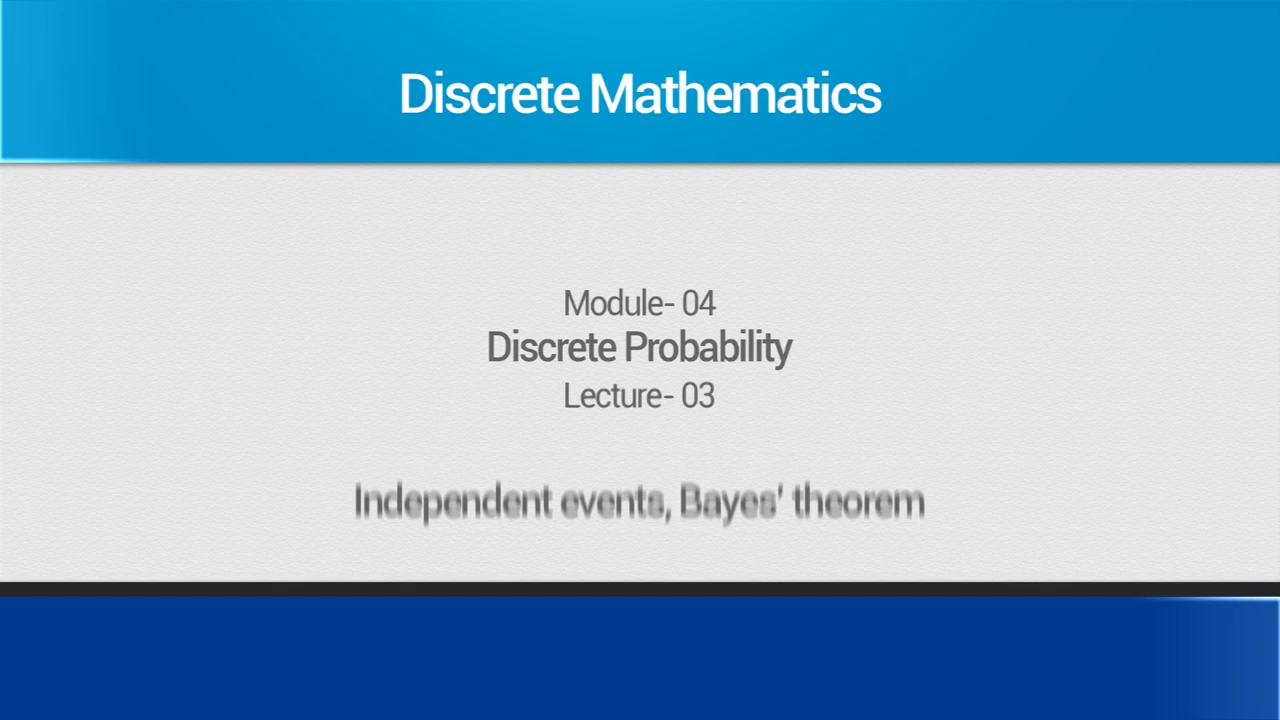 Discrete Mathematics
Module- 04
Discrete Probability
Lecture- 03
Independent events, Bayes' theorem